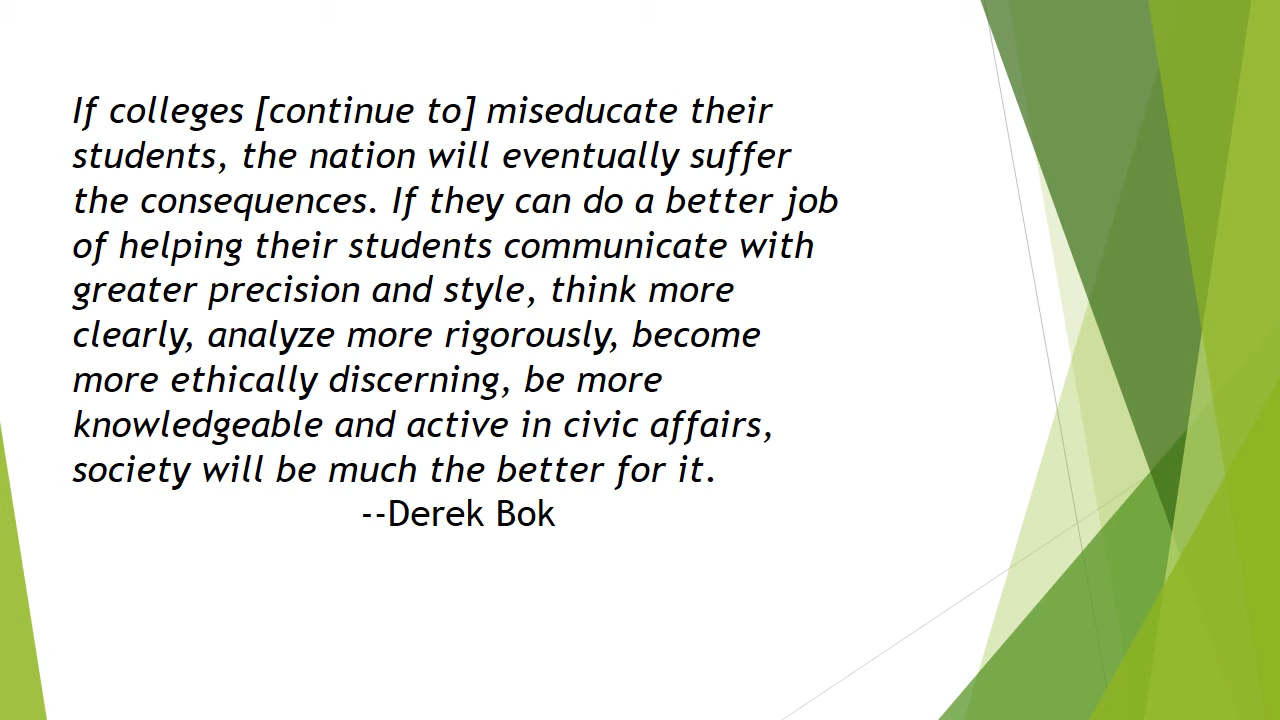 If colleges [continue to] miseducate their
students, the nation will eventually suffer
the consequences. If they can do a better job
of helping their students communicate with
greater precision and style, think more
clearly, analyze more rigorously, become
more ethically discerning, be more
knowledgeable and active in civic affairs,
society will be much the better for it.
--Derek Bok